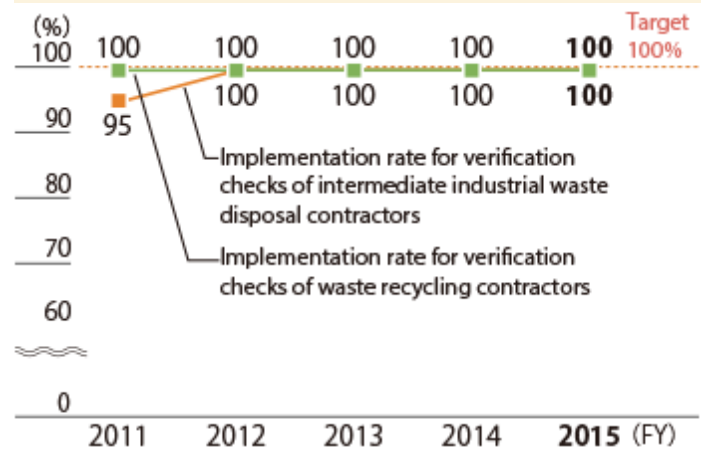 (%)
Target
100%
100 100 100 100 100 100
95 100 100 100 100
90
80
70
60
0
Implementation rate for verification
checks of intermediate industrial waste
disposal contractors
Implementation rate for verification
checks of waste recycling contractors
2011 2012 2013 2014 2015 (FY)